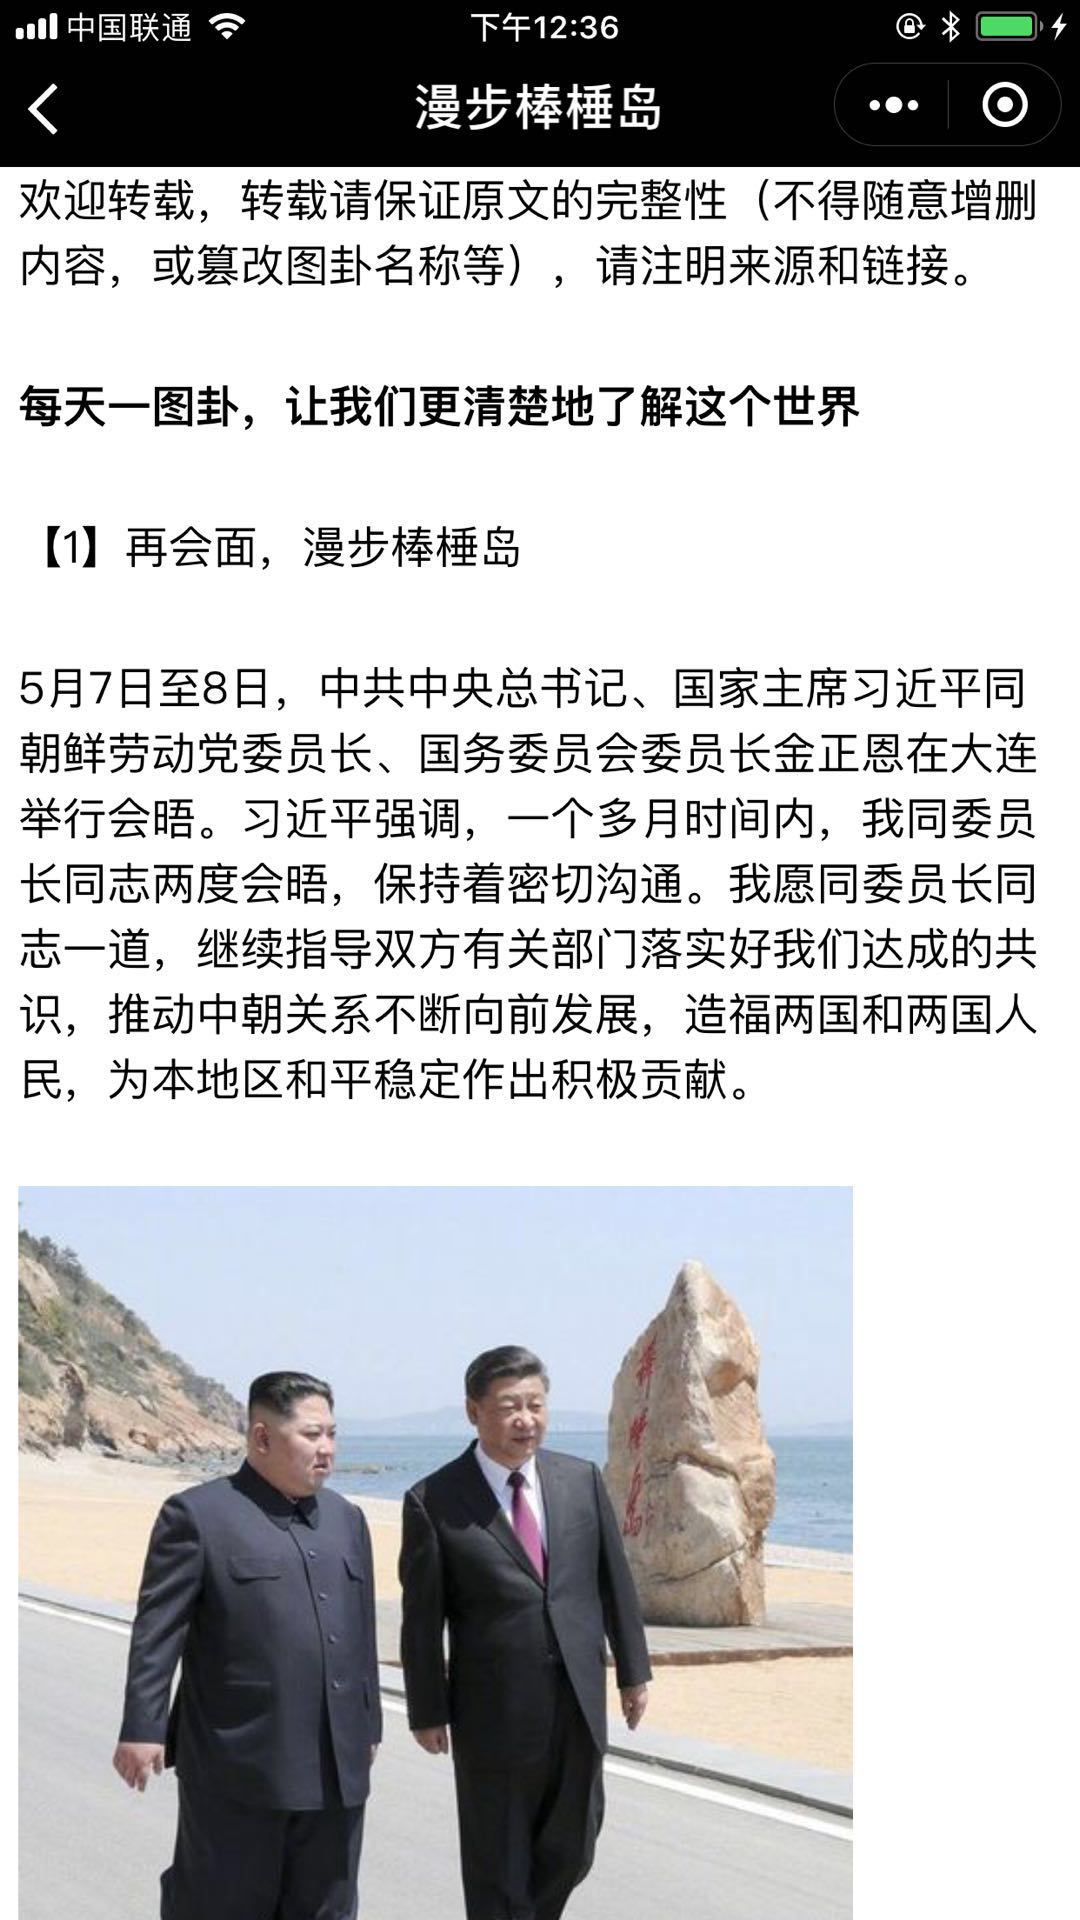 中国联通
下午12:36
漫步棒棰岛
欢迎转载，转载请保证原文的完整性（不得随意增删
内容，或篡改图卦名称等），请注明来源和链接。
每天一图卦，让我们更清楚地了解这个世界
【1】再会面，漫步棒棰岛
5月7日至8日，中共中央总书记、国家主席习近平同
朝鲜劳动党委员长、国务委员会委员长金正恩在大连
举行会晤。习近平强调，一个多月时间内，我同委员
长同志两度会晤，保持着密切沟通。我愿同委员长同
志一道，继续指导双方有关部门落实好我们达成的共
识，推动中朝关系不断向前发展，造福两国和两国人
民，为本地区和平稳定作出积极贡献。
棒棰岛